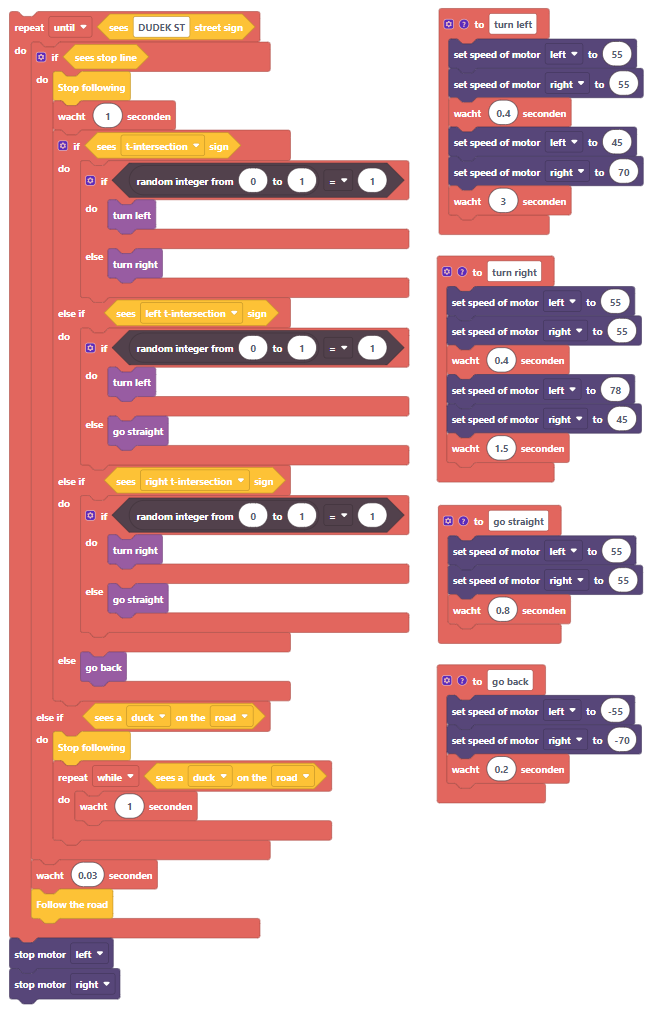 repeat until sees DUDEK ST street sign
do if sees stop line
do Stop following
wacht 1 seconden
if sees t-intersection sign
do if random integer from 0 to 1 = 1
do turn left
else turn right
else if sees left t-intersection sign
do if random integer from 0 to 1 = 1
do turn left
else go straight
else if sees right t-intersection sign
do if random integer from 0 to 1 = 1
do turn right
else go straight
else go back
else if sees a duck on the road
do Stop following
repeat while sees a duck on the road
do wacht 1 seconden
wacht 0.03 seconden
Follow the road
stop motor left
stop motor right
? to turn left
set speed of motor left to 55
set speed of motor right to 55
wacht 0.4 seconden
set speed of motor left to 45
set speed of motor right to 70
wacht 3 seconden
? to turn right
set speed of motor left to 55
set speed of motor right to 55
wacht 0.4 seconden
set speed of motor left to 78
set speed of motor right to 45
wacht 1.5 seconden
? to go straight
set speed of motor left to 55
set speed of motor right to 55
wacht 0.8 seconden
? to go back
set speed of motor left to -55
set speed of motor right to -70
wacht 0.2 seconden